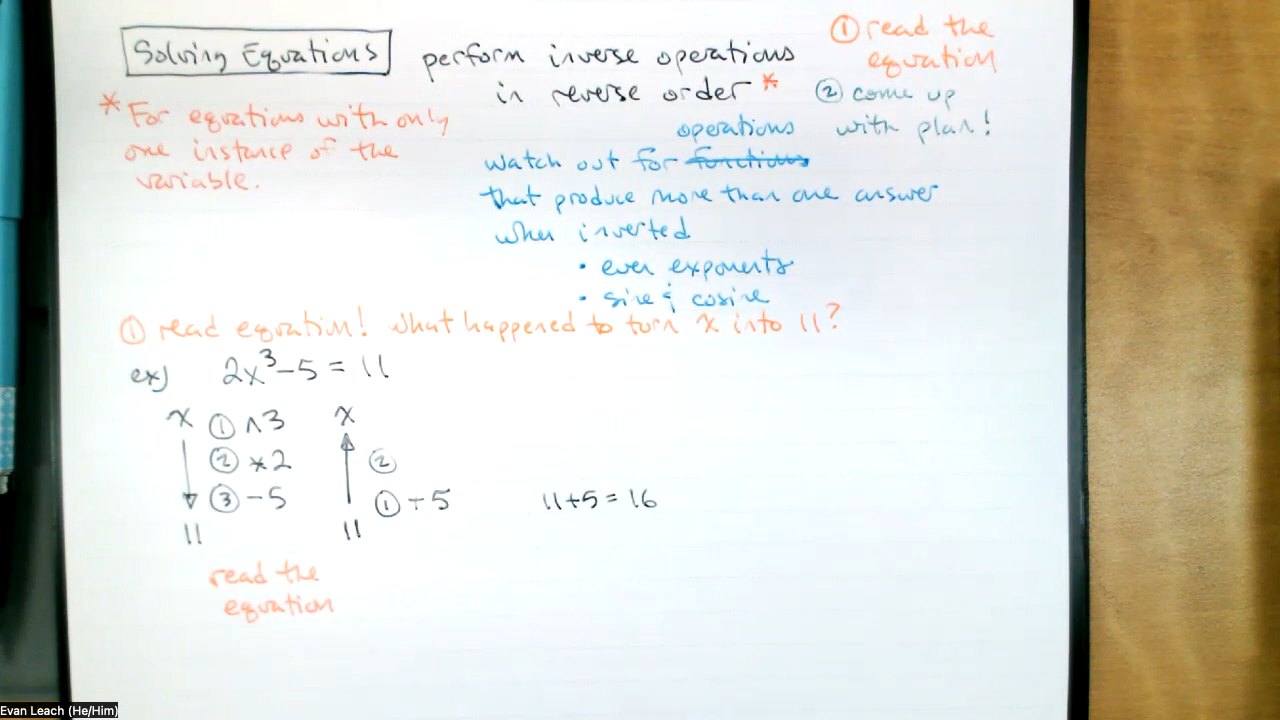 Solving Equations perform inverse operations
in reverse order *
① read the
equation
② come up
with plan!
* For equations with only
one instance of the
variable.
operations
watch out for functions
that produce more than one answer
when inverted
• even exponents
• sine & cosine
① read equation! What happened to turn x into 11?
ex) 2x³-5 = 11
x ① ^3 x
② *2 ②
③ -5 ① +5 11+5 = 16
11 11
read the
equation
Evan Leach (He/Him)